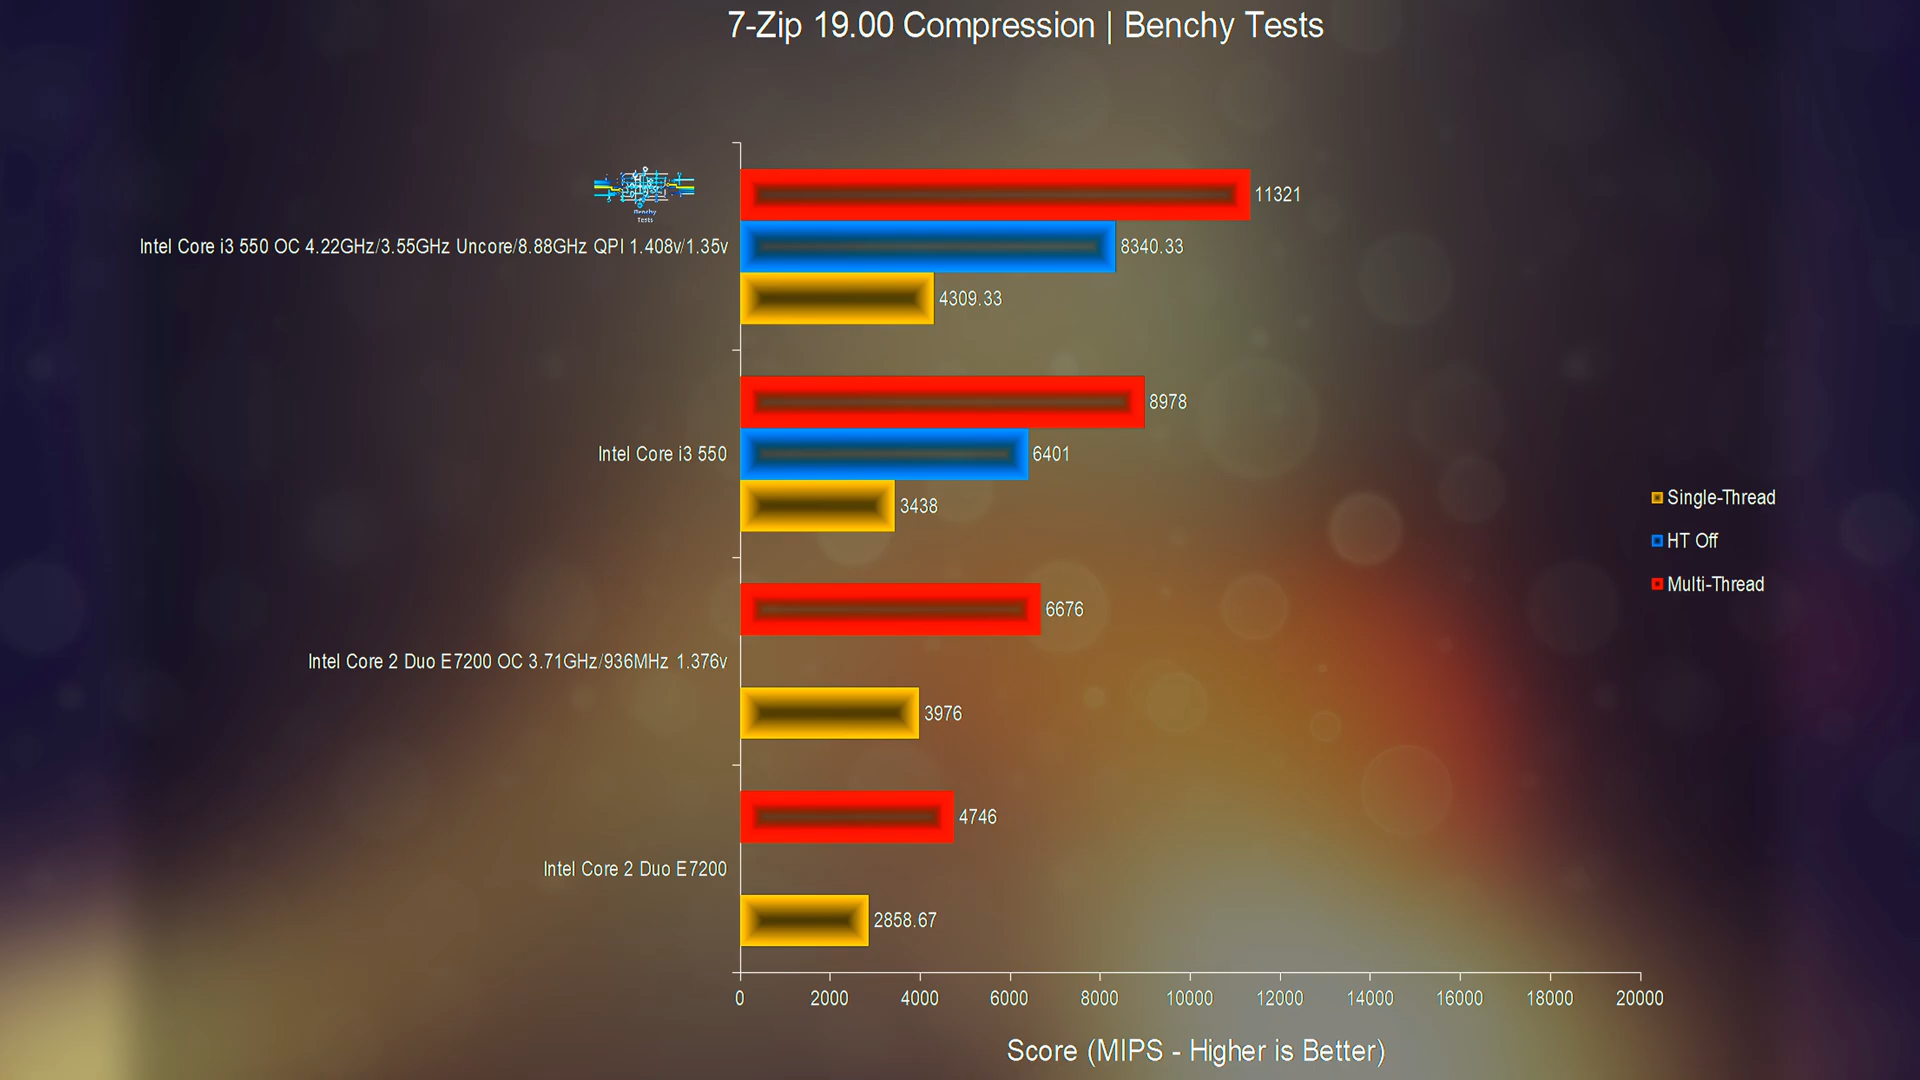 7-Zip 19.00 Compression | Benchy Tests
Benchy
Tests
11321
Intel Core i3 550 OC 4.22GHz/3.55GHz Uncore/8.88GHz QPI 1.408v/1.35v
8340.33
4309.33
8978
Intel Core i3 550
6401
3438
Single-Thread
HT Off
Multi-Thread
6676
Intel Core 2 Duo E7200 OC 3.71GHz/936MHz 1.376v
3976
4746
Intel Core 2 Duo E7200
2858.67
0 2000 4000 6000 8000 10000 12000 14000 16000 18000 20000
Score (MIPS - Higher is Better)